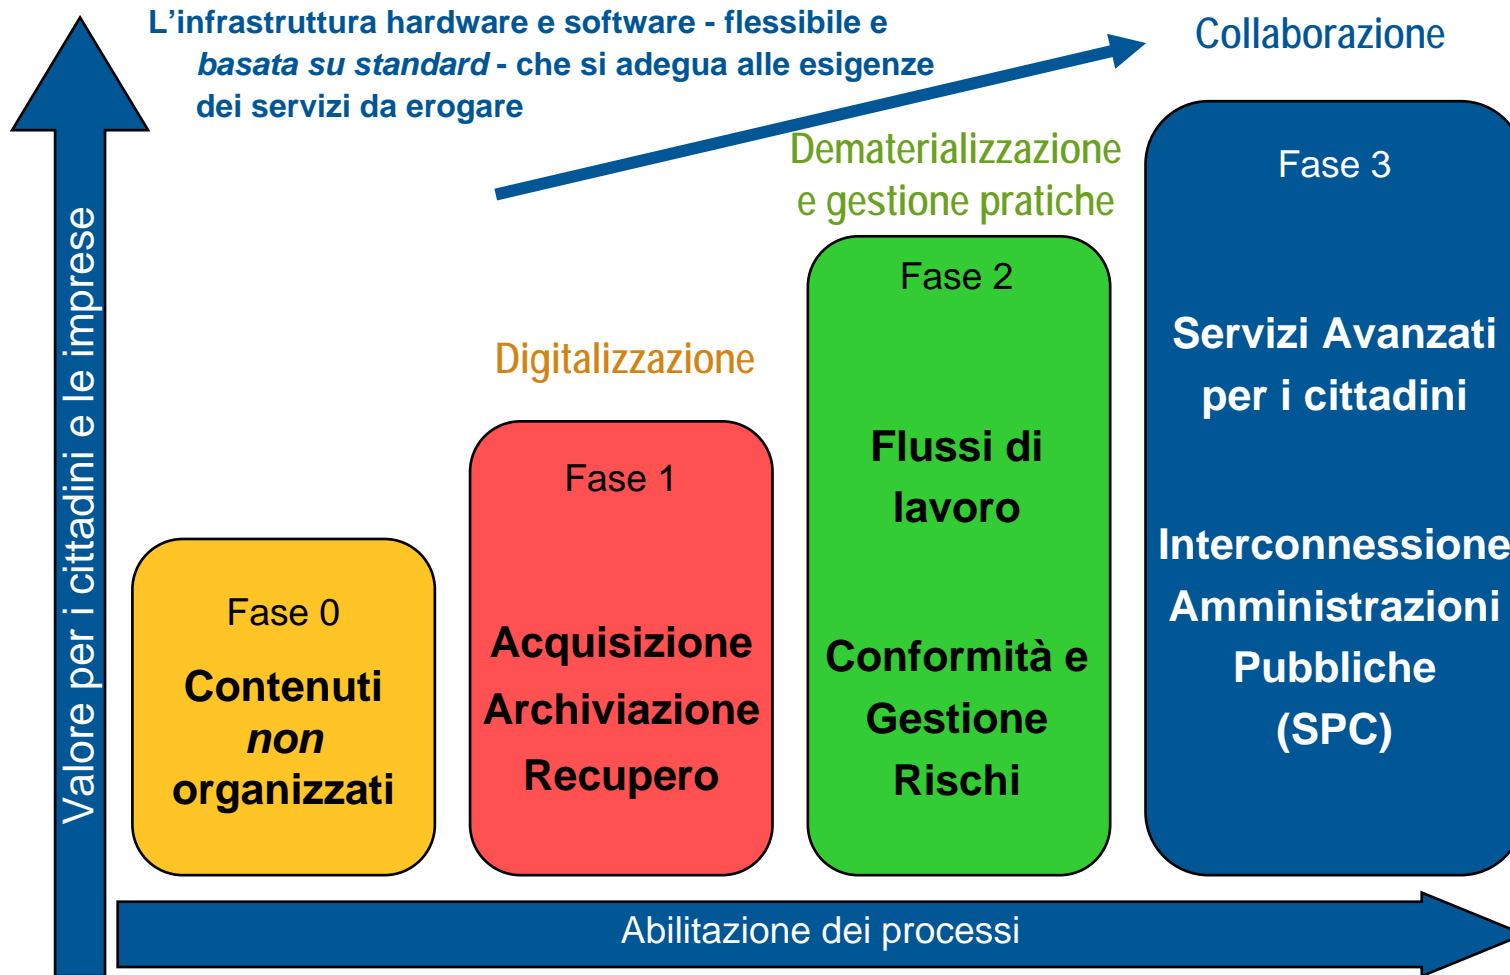 L’infrastruttura hardware e software - flessibile e
basata su standard - che si adegua alle esigenze
dei servizi da erogare
Collaborazione
Dematerializzazione
e gestione pratiche
Digitalizzazione
Valore per i cittadini e le imprese
Fase 0
Contenuti
non
organizzati
Fase 1
Acquisizione
Archiviazione
Recupero
Fase 2
Flussi di
lavoro
Conformità e
Gestione
Rischi
Fase 3
Servizi Avanzati
per i cittadini
Interconnessione
Amministrazioni
Pubbliche
(SPC)
Abilitazione dei processi